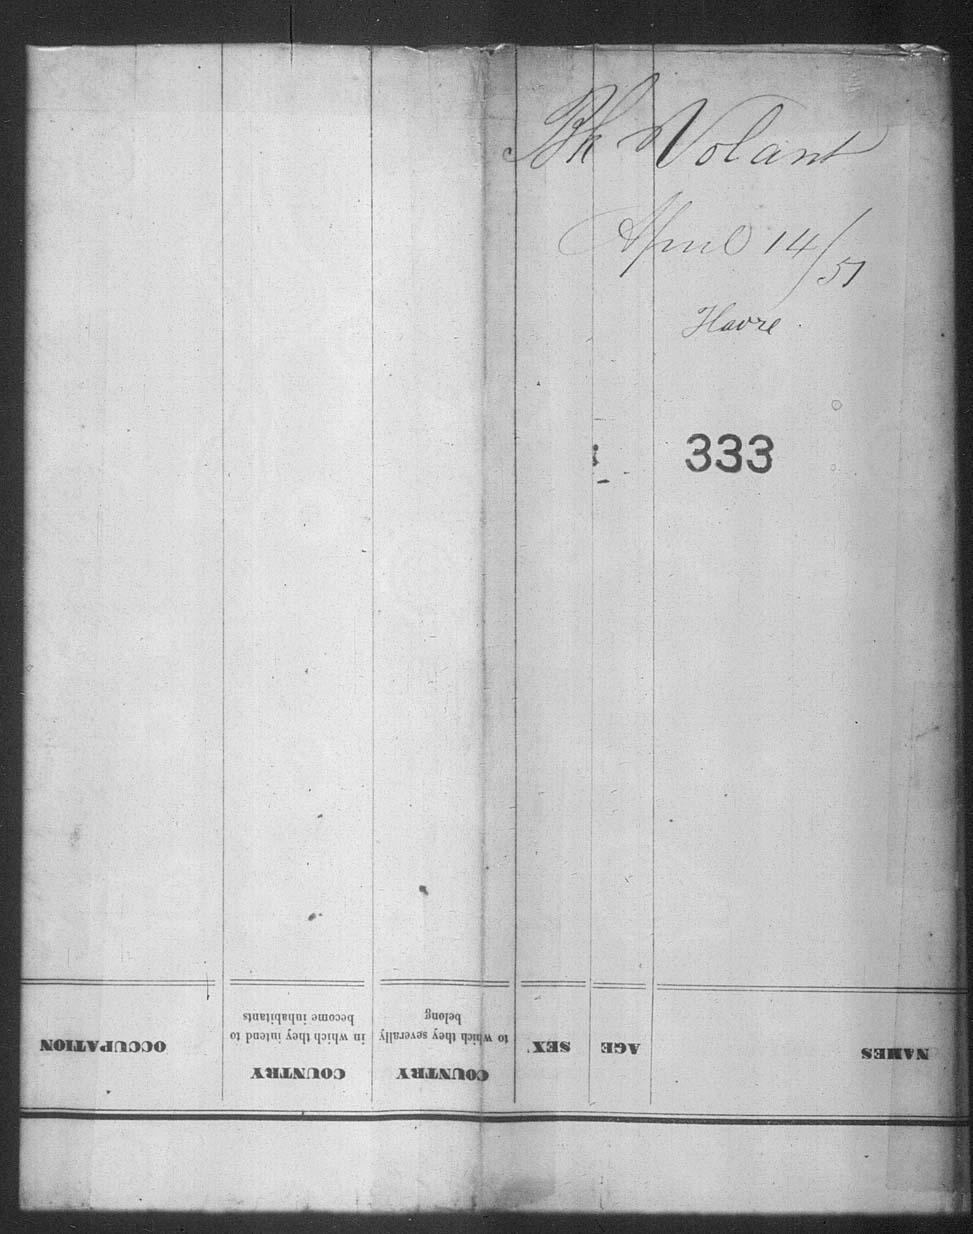 Bk Volant
April 14/51
Havre
333
NAMES
AGE
SEX
COUNTRY
to which they severally
belong
COUNTRY
in which they intend to
become inhabitants
OCCUPATION